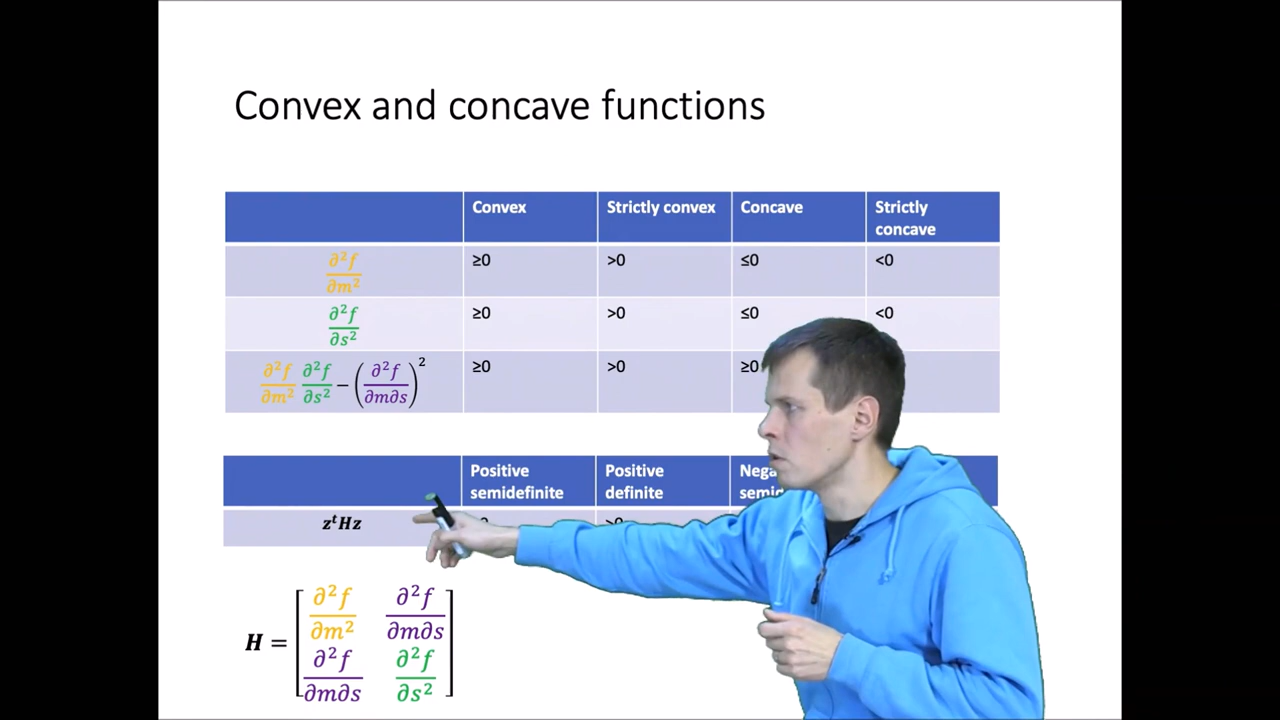 Convex and concave functions
Convex Strictly convex Concave Strictly concave
∂²f/∂m² ≥0 >0 ≤0 <0
∂²f/∂s² ≥0 >0 ≤0 <0
∂²f/∂m² ∂²f/∂s² − (∂²f/∂m∂s)² ≥0 >0 ≥0
Positive semidefinite Positive definite
zᵗHz
H = [∂²f/∂m² ∂²f/∂m∂s
∂²f/∂m∂s ∂²f/∂s²]